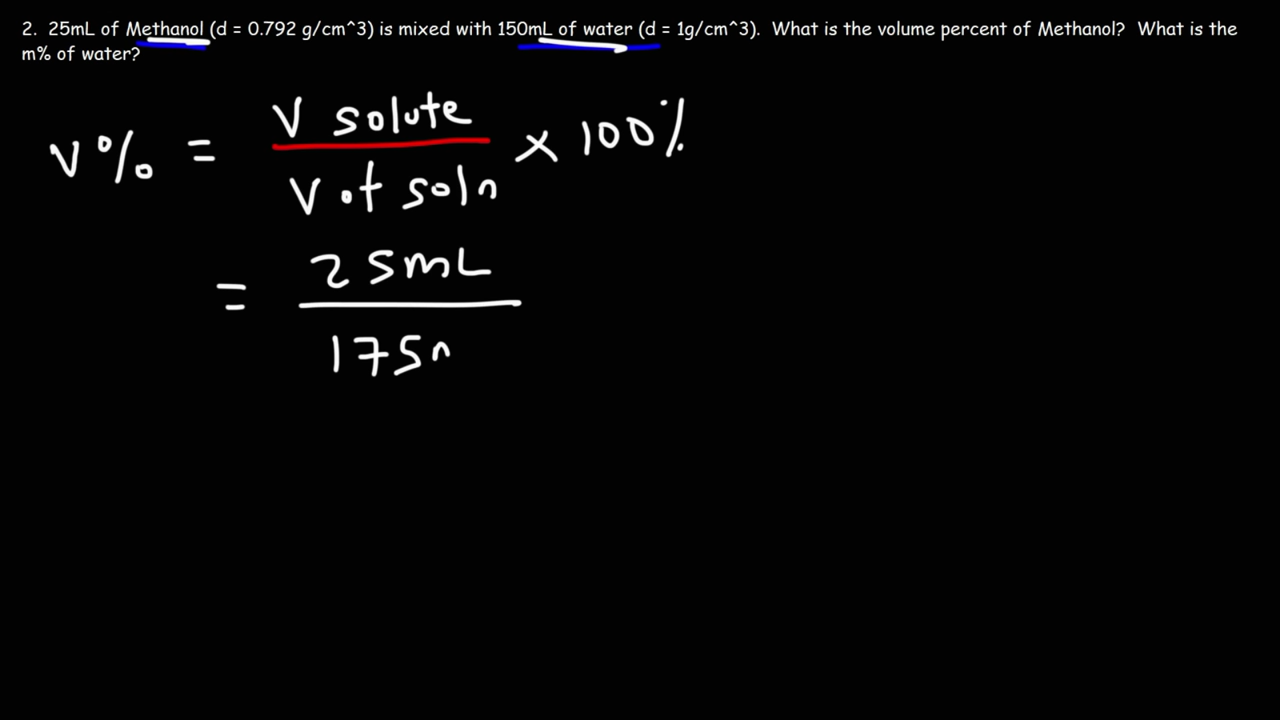 2. 25mL of Methanol (d = 0.792 g/cm^3) is mixed with 150mL of water (d = 1g/cm^3). What is the volume percent of Methanol? What is the
m% of water?
V% = V solute / V of soln x 100%
= 25mL / 175m